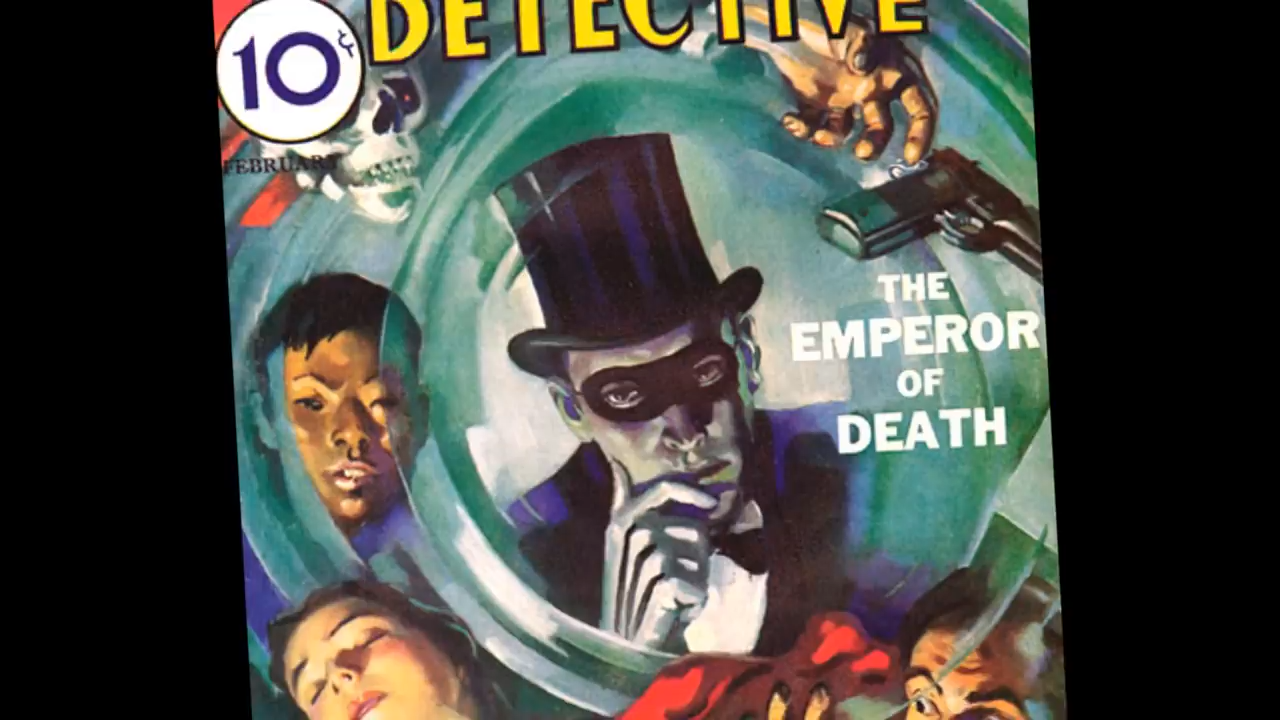 DETECTIVE
10¢
FEBRUARY
THE
EMPEROR
OF
DEATH